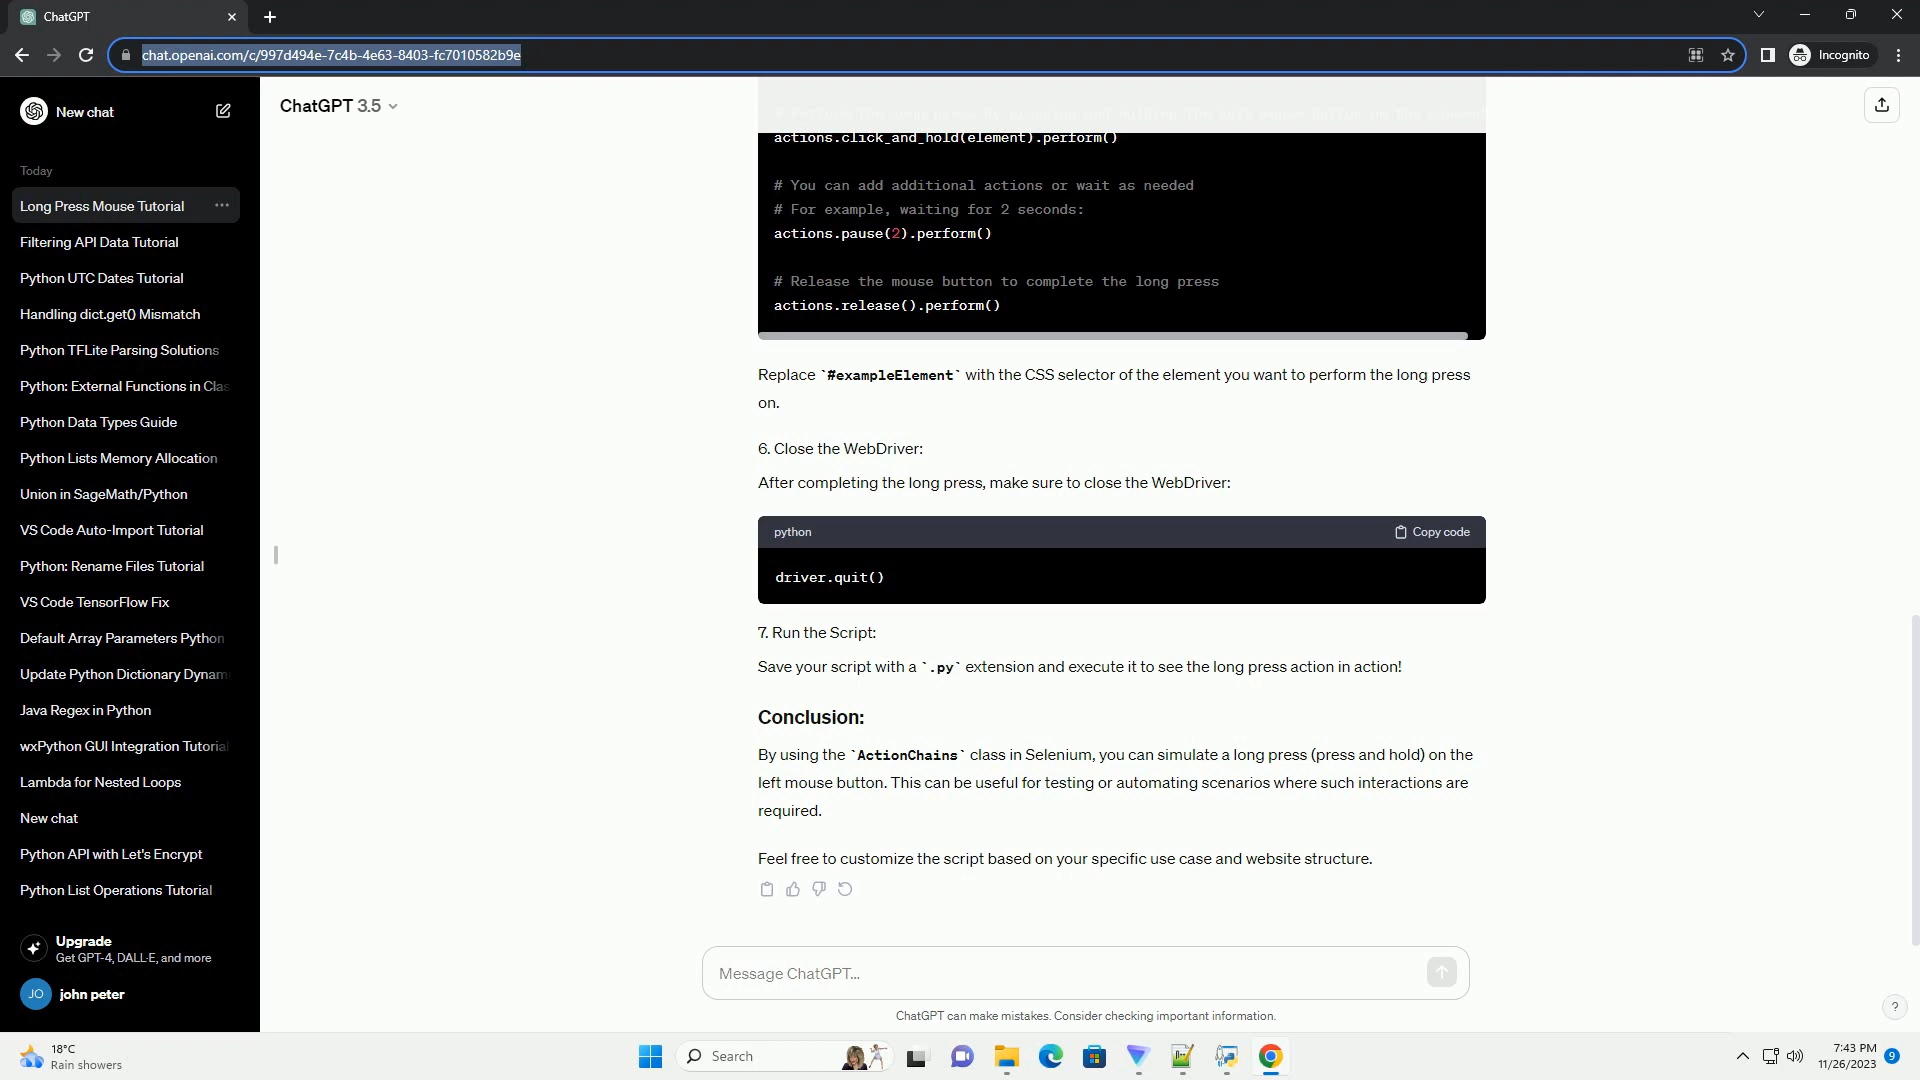 ChatGPT
chat.openai.com/c/997d494e-7c4b-4e63-8403-fc7010582b9e
Incognito
New chat
Today
Long Press Mouse Tutorial
Filtering API Data Tutorial
Python UTC Dates Tutorial
Handling dict.get() Mismatch
Python TFLite Parsing Solutions
Python: External Functions in Clas
Python Data Types Guide
Python Lists Memory Allocation
Union in SageMath/Python
VS Code Auto-Import Tutorial
Python: Rename Files Tutorial
VS Code TensorFlow Fix
Default Array Parameters Python
Update Python Dictionary Dynam
Java Regex in Python
wxPython GUI Integration Tutorial
Lambda for Nested Loops
New chat
Python API with Let's Encrypt
Python List Operations Tutorial
Upgrade
Get GPT-4, DALL·E, and more
JO john peter
ChatGPT 3.5
actions.click_and_hold(element).perform()
# You can add additional actions or wait as needed
# For example, waiting for 2 seconds:
actions.pause(2).perform()
# Release the mouse button to complete the long press
actions.release().perform()
Replace `#exampleElement` with the CSS selector of the element you want to perform the long press
on.
6. Close the WebDriver:
After completing the long press, make sure to close the WebDriver:
python Copy code
driver.quit()
7. Run the Script:
Save your script with a `.py` extension and execute it to see the long press action in action!
Conclusion:
By using the `ActionChains` class in Selenium, you can simulate a long press (press and hold) on the
left mouse button. This can be useful for testing or automating scenarios where such interactions are
required.
Feel free to customize the script based on your specific use case and website structure.
Message ChatGPT...
ChatGPT can make mistakes. Consider checking important information.
?
18°C
Rain showers
Search
7:43 PM
11/26/2023
9